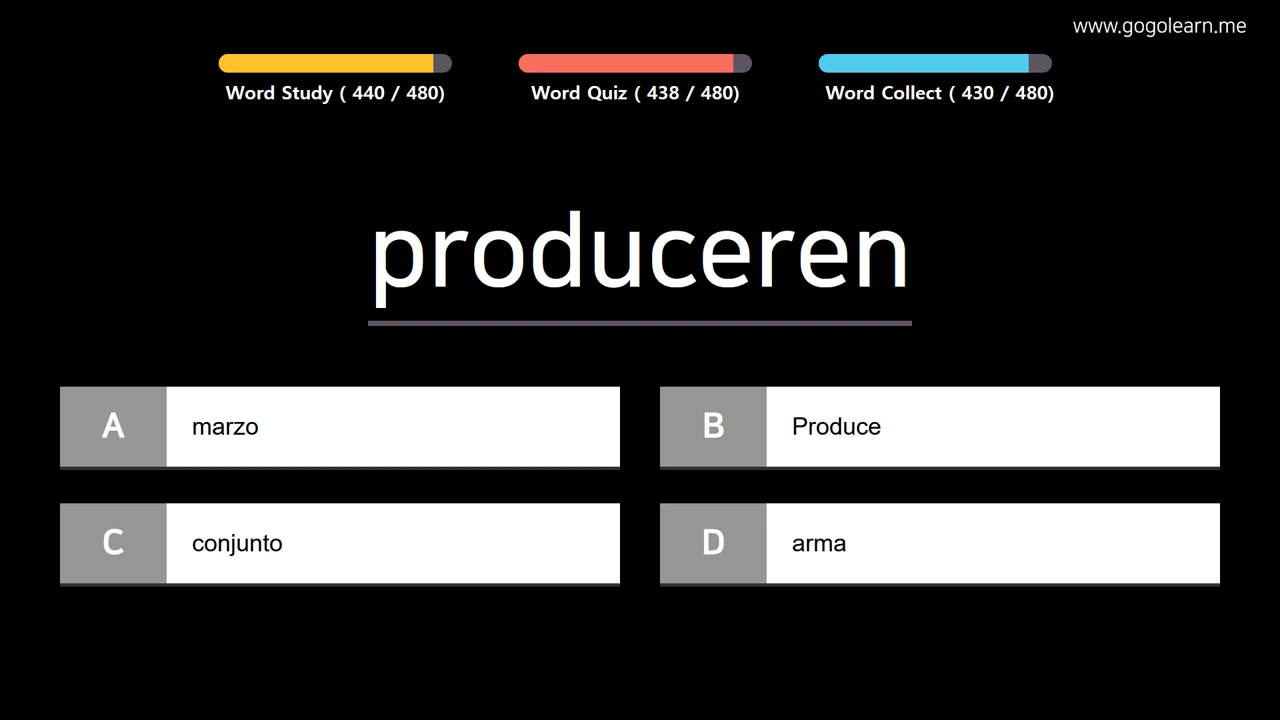 www.gogolearn.me
Word Study ( 440 / 480)
Word Quiz ( 438 / 480)
Word Collect ( 430 / 480)
produceren
A marzo
B Produce
C conjunto
D arma